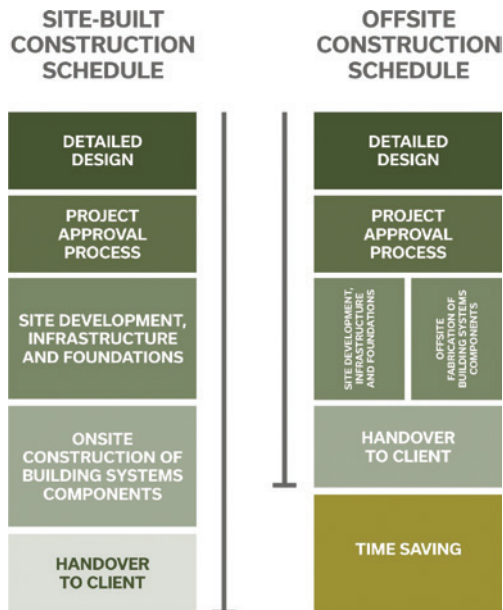 SITE-BUILT
CONSTRUCTION
SCHEDULE
DETAILED
DESIGN
PROJECT
APPROVAL
PROCESS
SITE DEVELOPMENT,
INFRASTRUCTURE
AND FOUNDATIONS
ONSITE
CONSTRUCTION OF
BUILDING SYSTEMS
COMPONENTS
HANDOVER
TO CLIENT
OFFSITE
CONSTRUCTION
SCHEDULE
DETAILED
DESIGN
PROJECT
APPROVAL
PROCESS
SITE DEVELOPMENT,
INFRASTRUCTURE
AND FOUNDATIONS
OFFSITE
FABRICATION OF
BUILDING SYSTEMS
COMPONENTS
HANDOVER
TO CLIENT
TIME SAVING